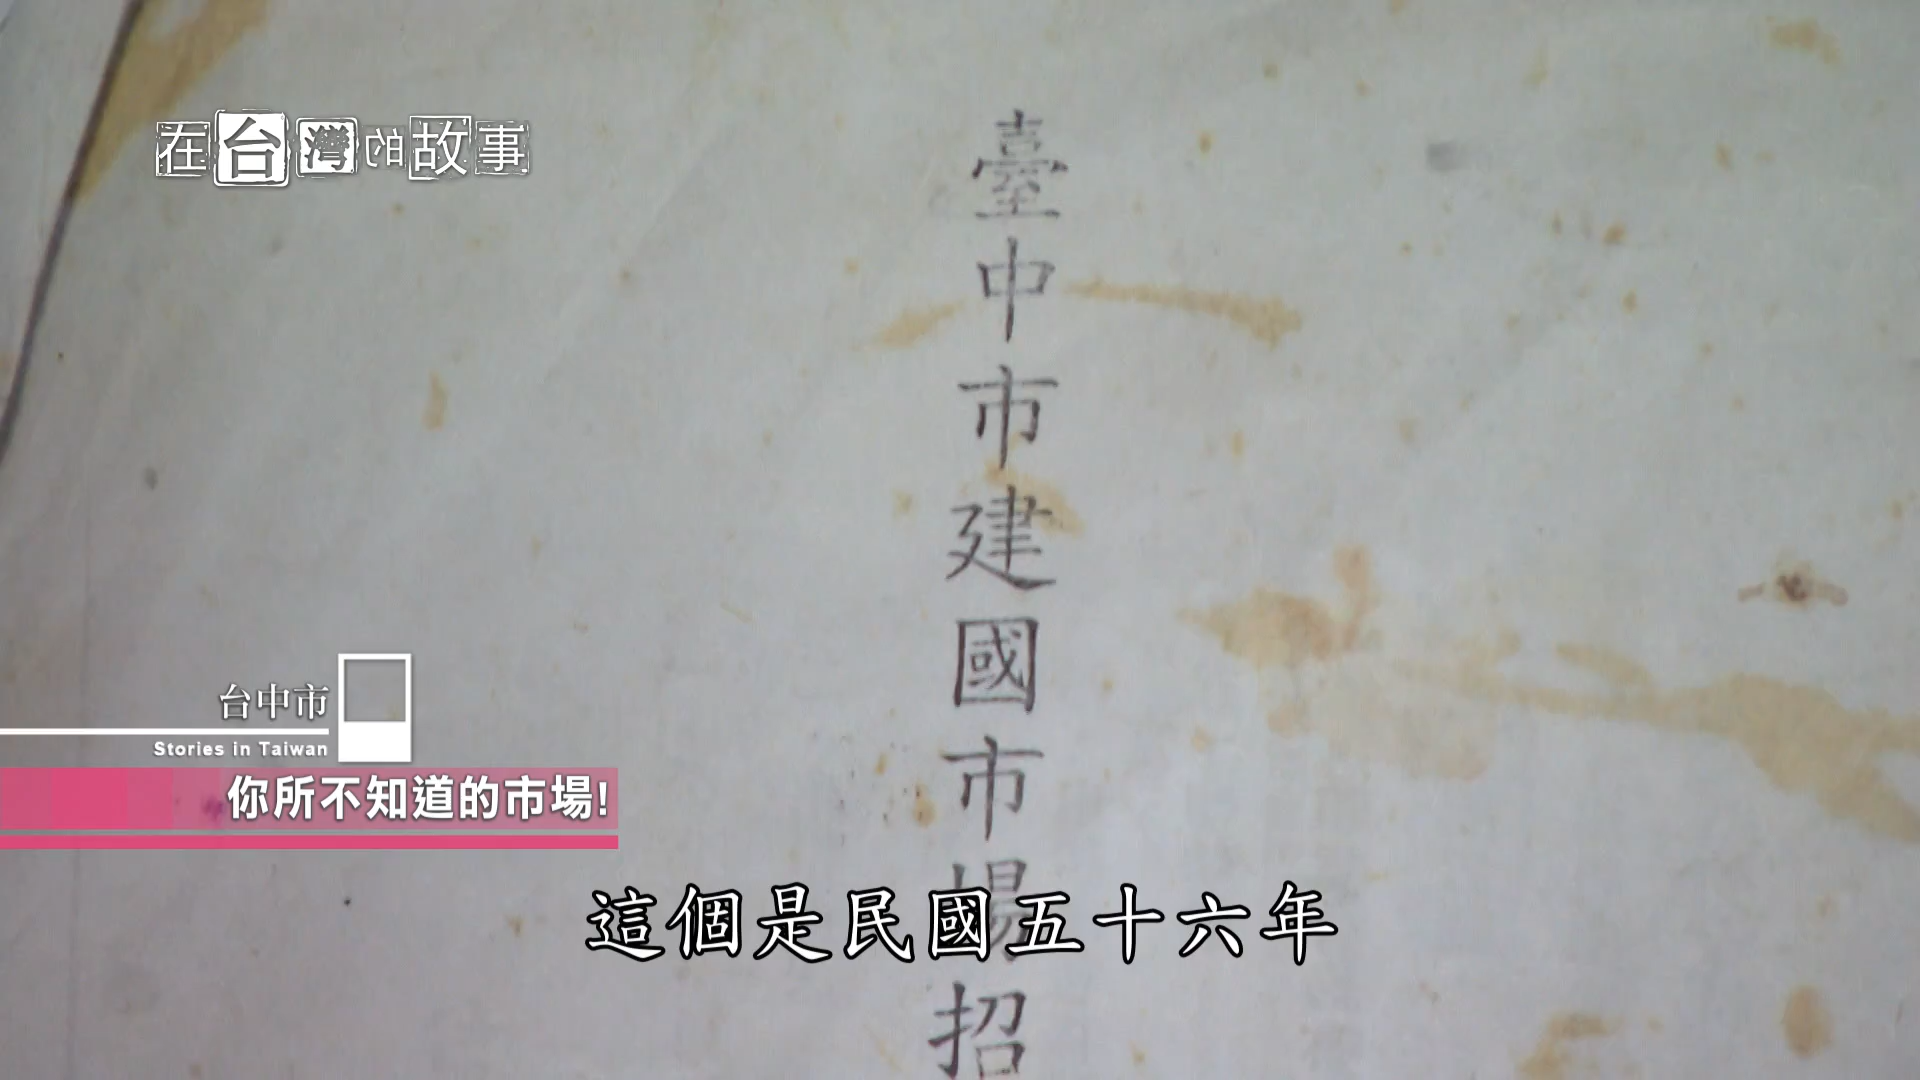 在台灣的故事
臺中市建國市場招
台中市
Stories in Taiwan
你所不知道的市場!
這個是民國五十六年